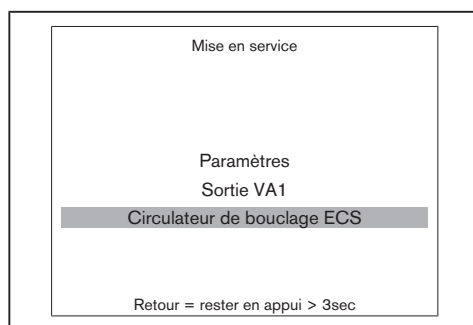 Mise en service
Paramètres
Sortie VA1
Circulateur de bouclage ECS
Retour = rester en appui > 3sec